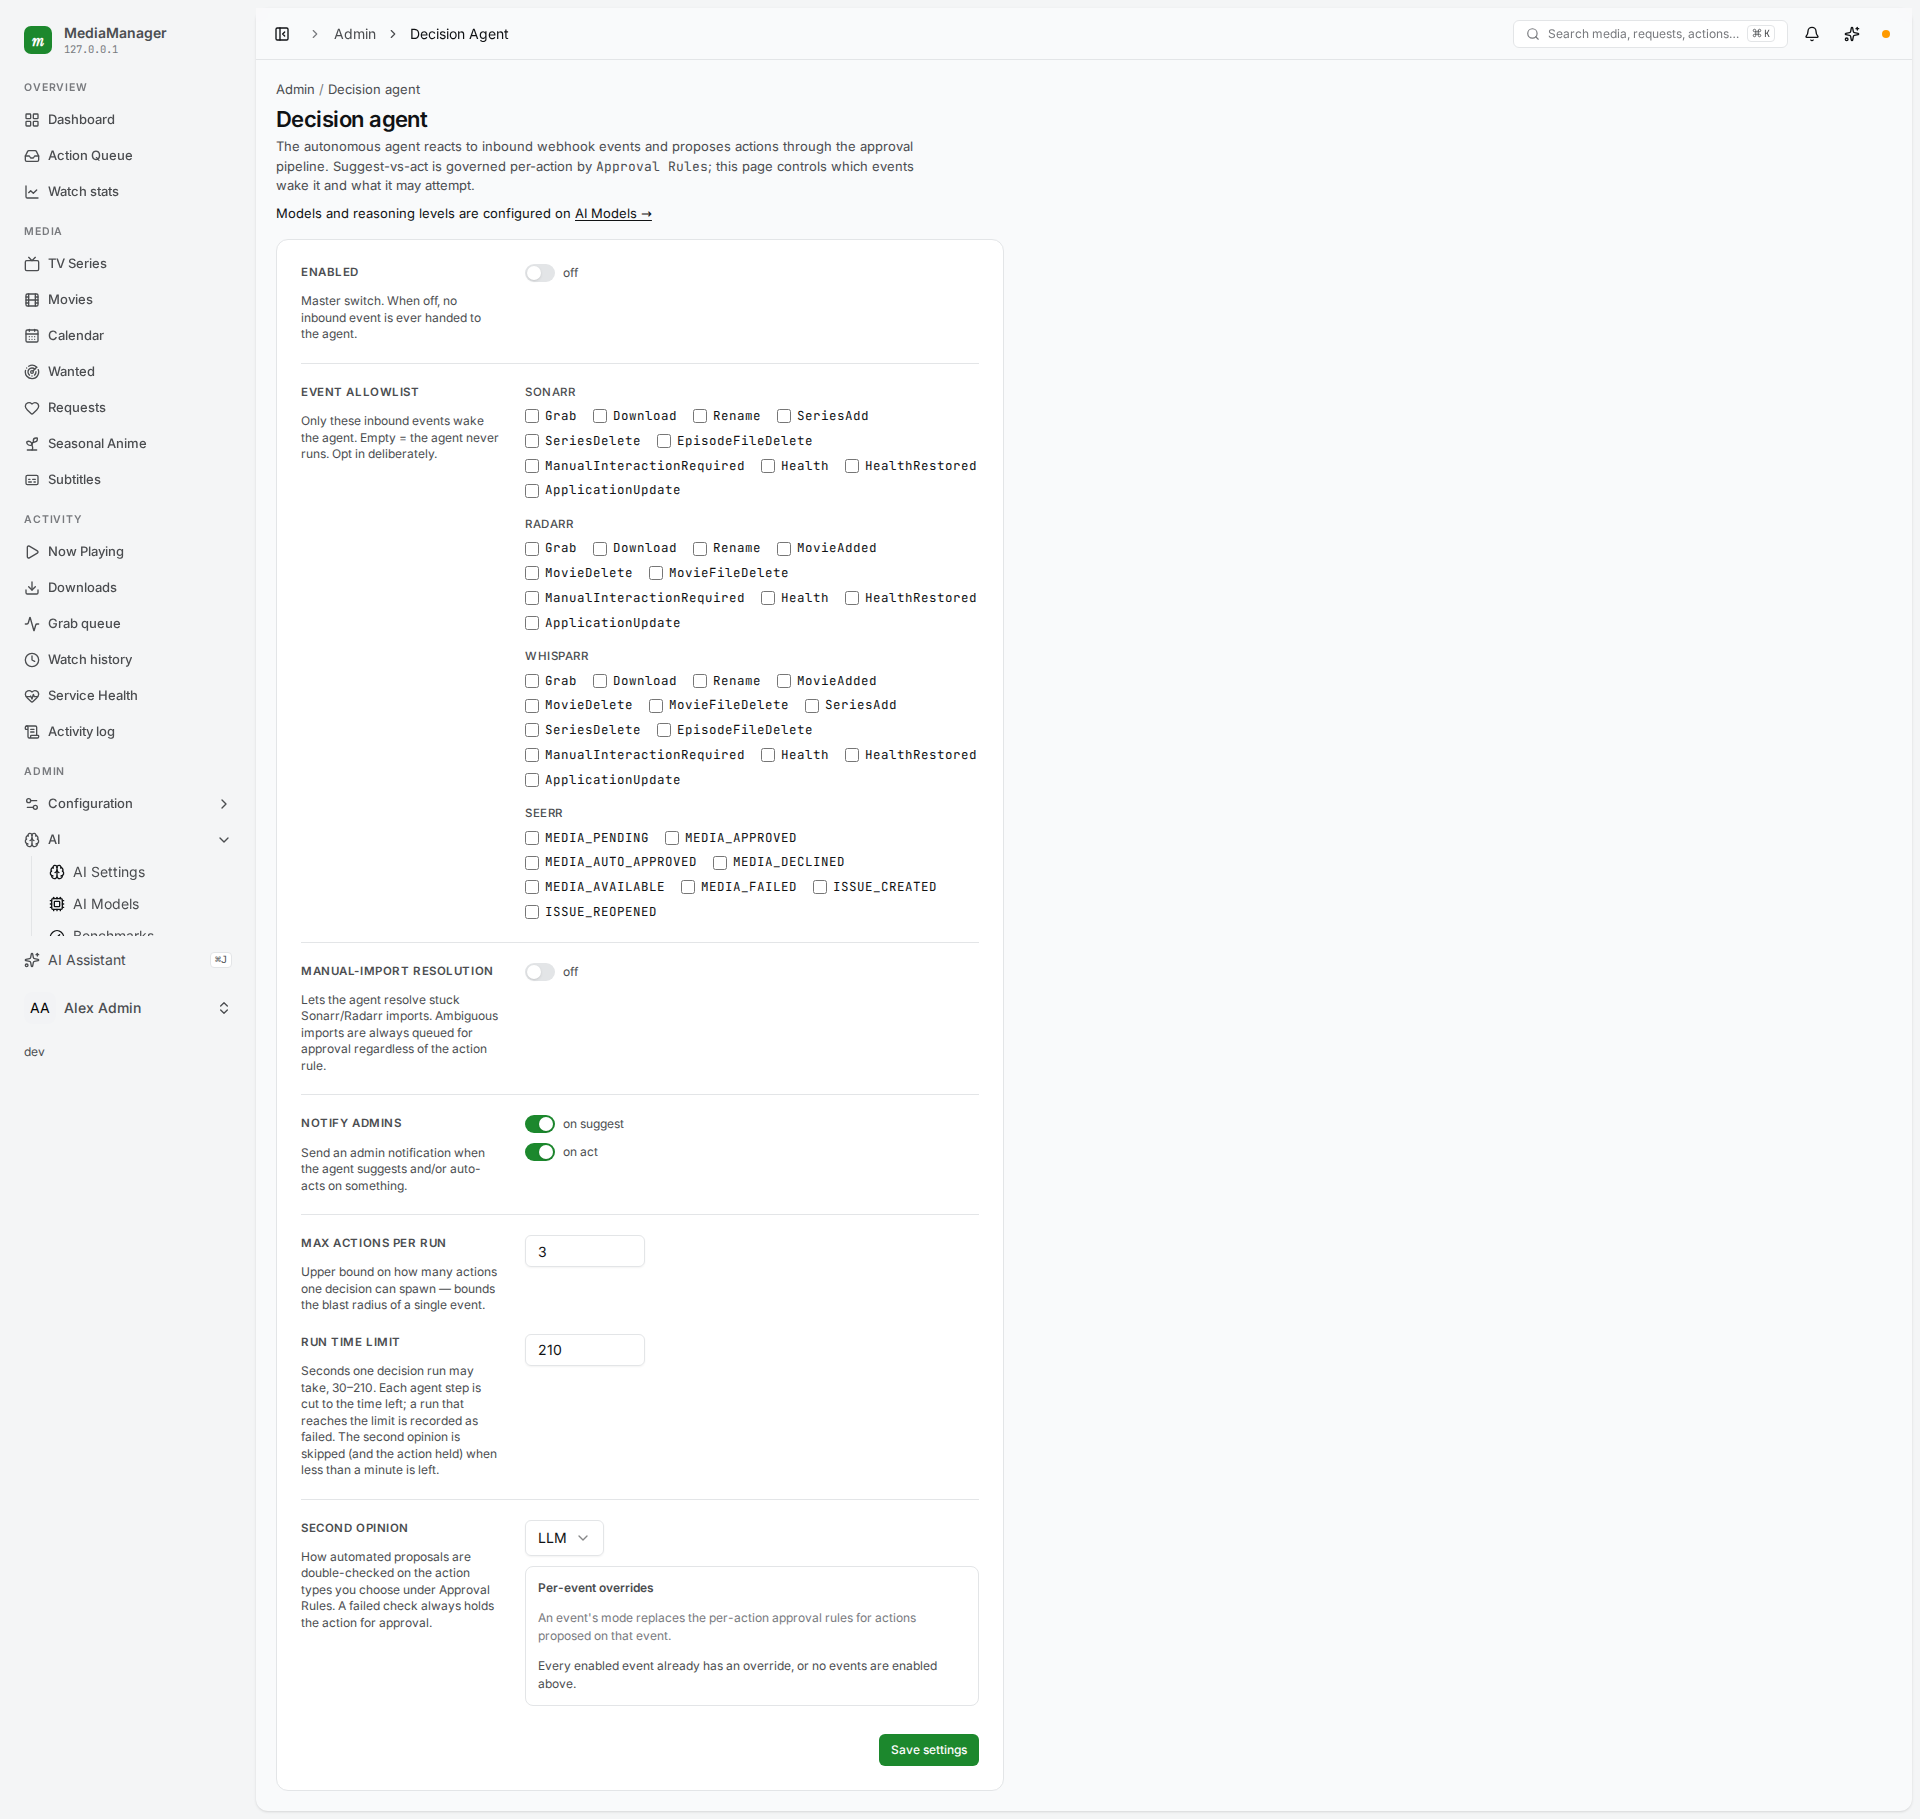 MediaManager
127.0.0.1
OVERVIEW
Dashboard
Action Queue
Watch stats
MEDIA
TV Series
Movies
Calendar
Wanted
Requests
Seasonal Anime
Subtitles
ACTIVITY
Now Playing
Downloads
Grab queue
Watch history
Service Health
Activity log
ADMIN
Configuration
AI
AI Settings
AI Models
Benchmarks
AI Assistant
⌘J
AA Alex Admin
dev
Admin > Decision Agent
Search media, requests, actions... ⌘K
Admin / Decision agent
Decision agent
The autonomous agent reacts to inbound webhook events and proposes actions through the approval
pipeline. Suggest-vs-act is governed per-action by Approval Rules; this page controls which events
wake it and what it may attempt.
Models and reasoning levels are configured on AI Models →
ENABLED
off
Master switch. When off, no
inbound event is ever handed to
the agent.
EVENT ALLOWLIST
Only these inbound events wake
the agent. Empty = the agent never
runs. Opt in deliberately.
SONARR
Grab Download Rename SeriesAdd
SeriesDelete EpisodeFileDelete
ManualInteractionRequired Health HealthRestored
ApplicationUpdate
RADARR
Grab Download Rename MovieAdded
MovieDelete MovieFileDelete
ManualInteractionRequired Health HealthRestored
ApplicationUpdate
WHISPARR
Grab Download Rename MovieAdded
MovieDelete MovieFileDelete SeriesAdd
SeriesDelete EpisodeFileDelete
ManualInteractionRequired Health HealthRestored
ApplicationUpdate
SEERR
MEDIA_PENDING MEDIA_APPROVED
MEDIA_AUTO_APPROVED MEDIA_DECLINED
MEDIA_AVAILABLE MEDIA_FAILED ISSUE_CREATED
ISSUE_REOPENED
MANUAL-IMPORT RESOLUTION
off
Lets the agent resolve stuck
Sonarr/Radarr imports. Ambiguous
imports are always queued for
approval regardless of the action
rule.
NOTIFY ADMINS
Send an admin notification when
the agent suggests and/or auto-
acts on something.
on suggest
on act
MAX ACTIONS PER RUN
Upper bound on how many actions
one decision can spawn — bounds
the blast radius of a single event.
3
RUN TIME LIMIT
Seconds one decision run may
take, 30–210. Each agent step is
cut to the time left; a run that
reaches the limit is recorded as
failed. The second opinion is
skipped (and the action held) when
less than a minute is left.
210
SECOND OPINION
How automated proposals are
double-checked on the action
types you choose under Approval
Rules. A failed check always holds
the action for approval.
LLM
Per-event overrides
An event's mode replaces the per-action approval rules for actions
proposed on that event.
Every enabled event already has an override, or no events are enabled
above.
Save settings